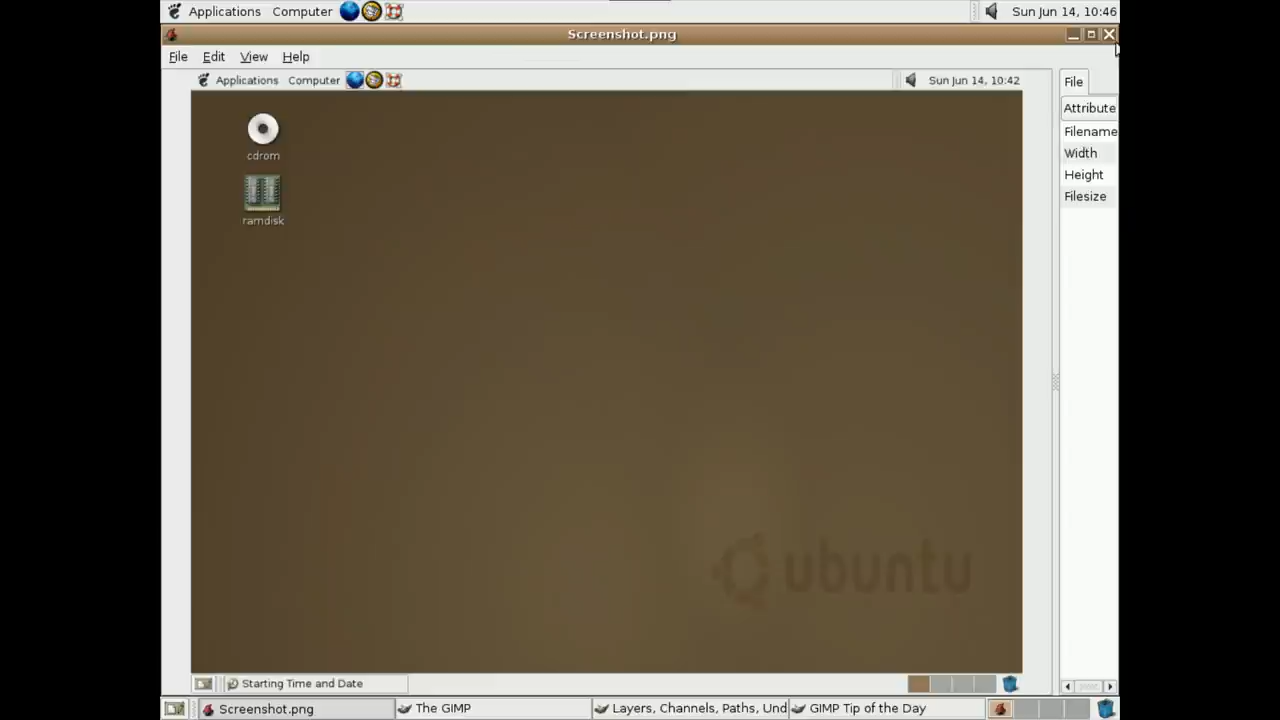 Applications Computer Sun Jun 14, 10:46
Screenshot.png
File Edit View Help
Applications Computer Sun Jun 14, 10:42
File
Attribute
Filename
Width
Height
Filesize
cdrom
ramdisk
ubuntu
Starting Time and Date
Screenshot.png The GIMP Layers, Channels, Paths, Und GIMP Tip of the Day